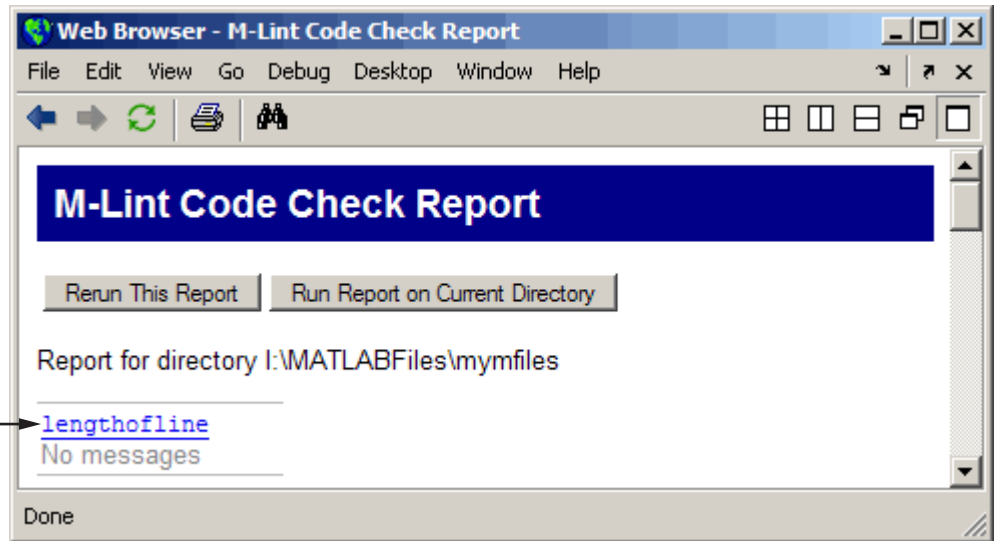 Web Browser - M-Lint Code Check Report
File Edit View Go Debug Desktop Window Help
M-Lint Code Check Report
Rerun This Report Run Report on Current Directory
Report for directory I:\MATLABFiles\mymfiles
lengthofline
No messages
Done